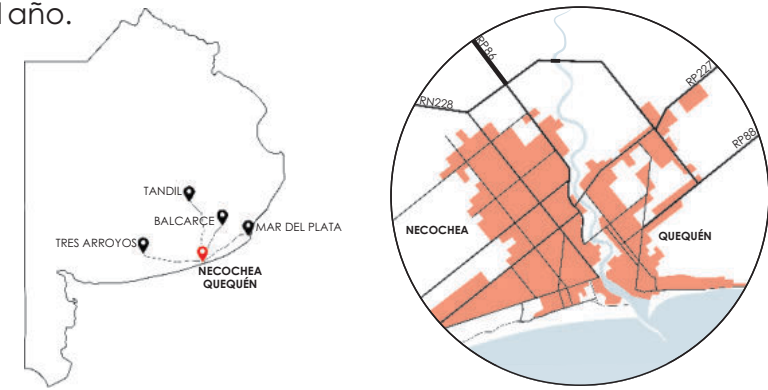 año.
TANDIL
BALCARCE
MAR DEL PLATA
TRES ARROYOS
NECOCHEA
QUEQUÉN
RP86
RN228
RP227
RP88
NECOCHEA
QUEQUÉN